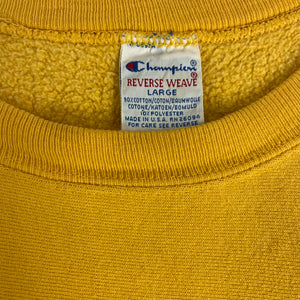 Champion
REVERSE WEAVE
LARGE
90% COTTON/COTON/BAUMWOLLE
COTONE/KATOEN/BOMULD
10% POLYESTER
MADE IN U.S.A. RN 26094
FOR CARE SEE REVERSE